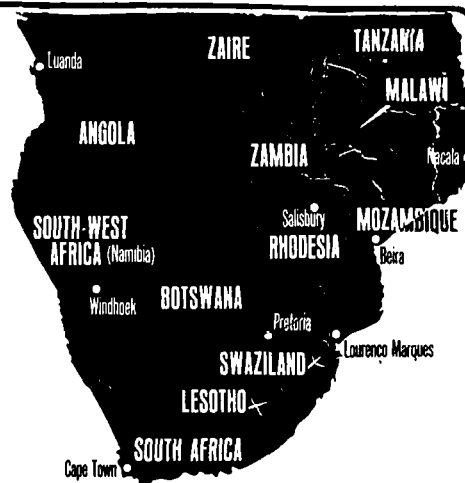 ZAIRE
TANZANIA
Luanda
MALAWI
ANGOLA
ZAMBIA
Nacala
Salisbury
MOZAMBIQUE
SOUTH-WEST
AFRICA (Namibia)
RHODESIA
Beira
Windhoek
BOTSWANA
Pretoria
Lourenco Marques
SWAZILAND
LESOTHO
SOUTH AFRICA
Cape Town